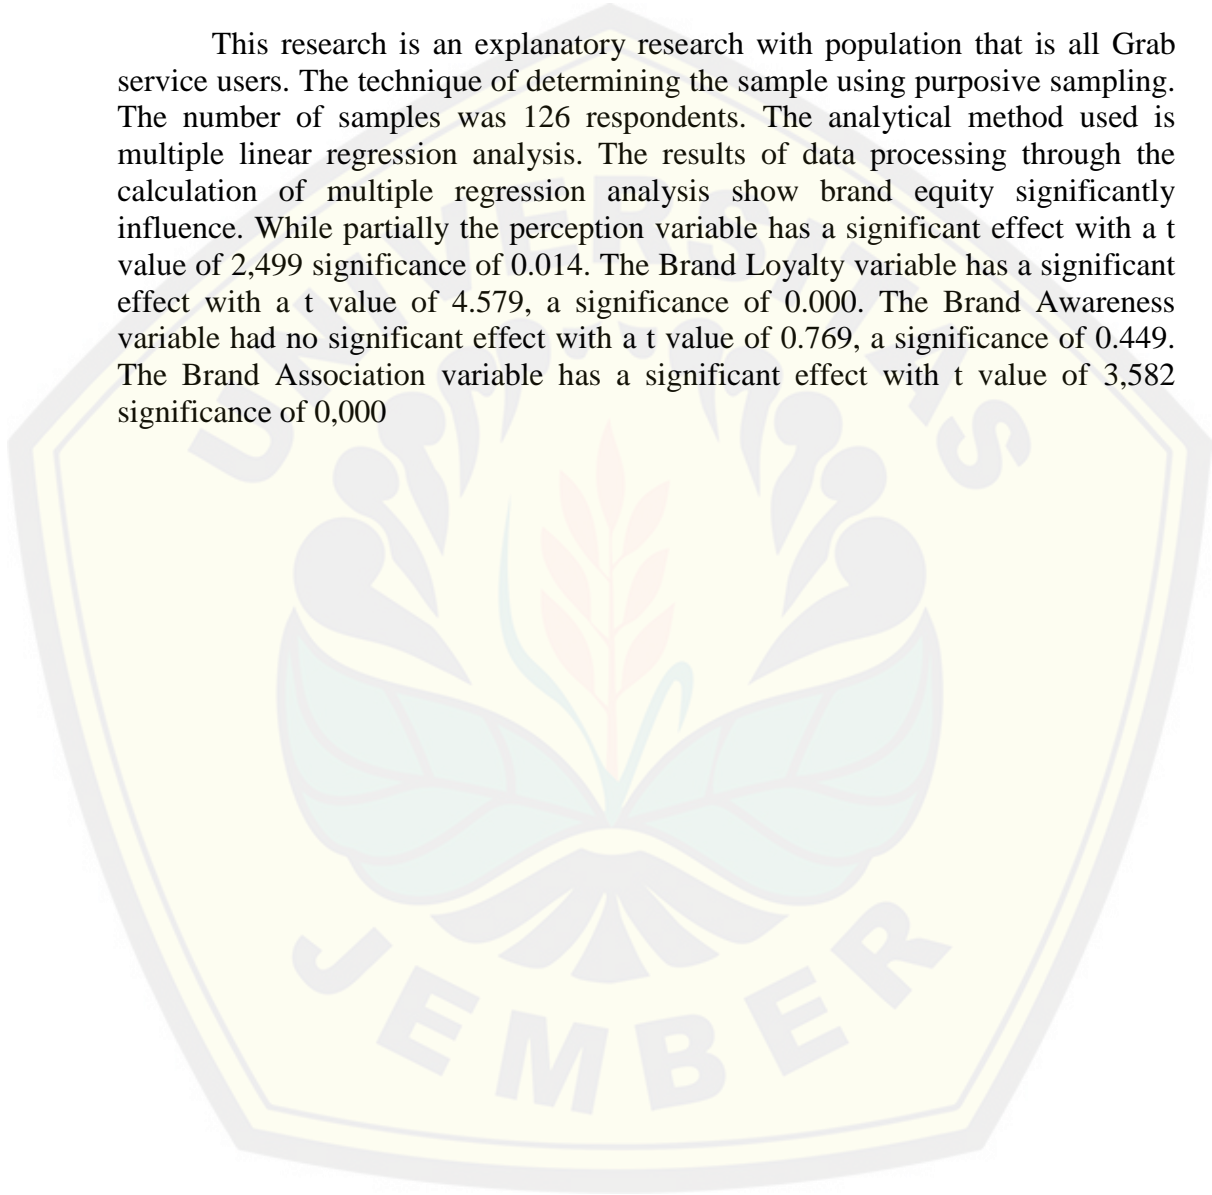 This research is an explanatory research with population that is all Grab
service users. The technique of determining the sample using purposive sampling.
The number of samples was 126 respondents. The analytical method used is
multiple linear regression analysis. The results of data processing through the
calculation of multiple regression analysis show brand equity significantly
influence. While partially the perception variable has a significant effect with a t
value of 2,499 significance of 0.014. The Brand Loyalty variable has a significant
effect with a t value of 4.579, a significance of 0.000. The Brand Awareness
variable had no significant effect with a t value of 0.769, a significance of 0.449.
The Brand Association variable has a significant effect with t value of 3,582
significance of 0,000
UNIVERSITAS
JEMBER